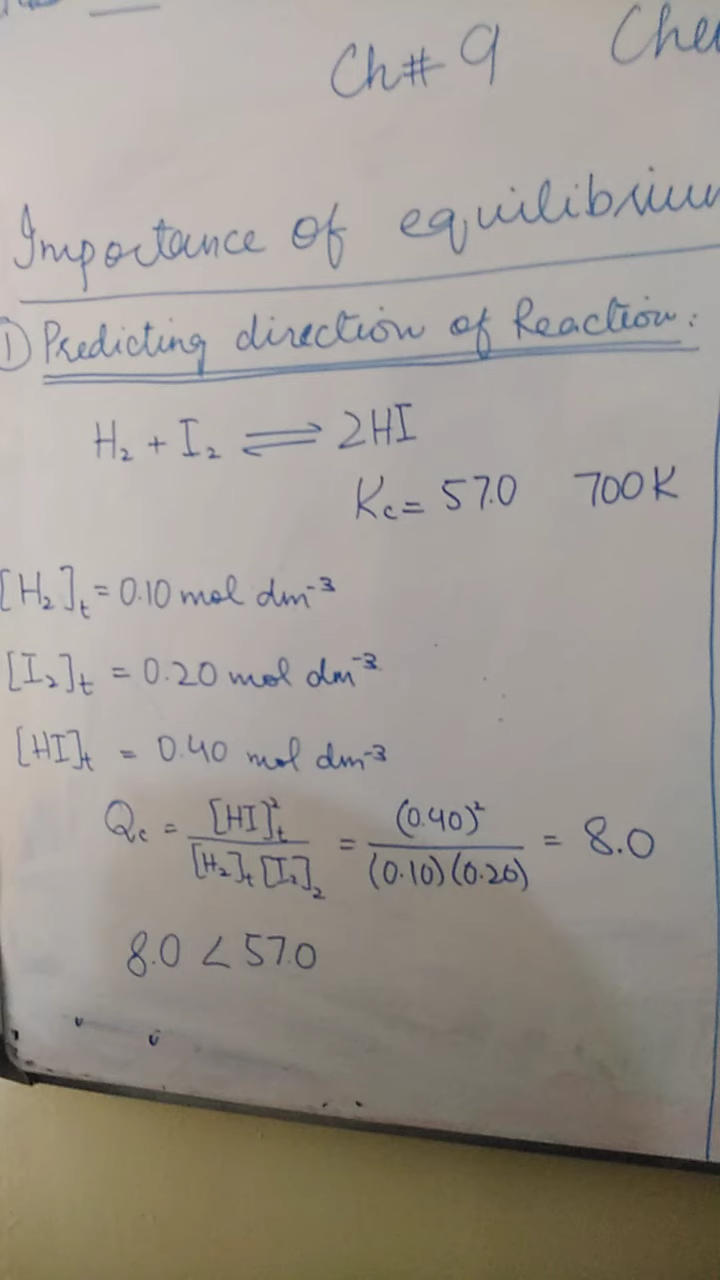 Ch# 9 Che
Importance of equilibrium
① Predicting direction of Reaction:
H₂ + I₂ ⇌ 2HI
Kc = 57.0 700K
[H₂]t = 0.10 mol dm⁻³
[I₂]t = 0.20 mol dm⁻³
[HI]t = 0.40 mol dm⁻³
Qc = [HI]t² / [H₂]t [I₂]₂ = (0.40)² / (0.10)(0.20) = 8.0
8.0 < 57.0